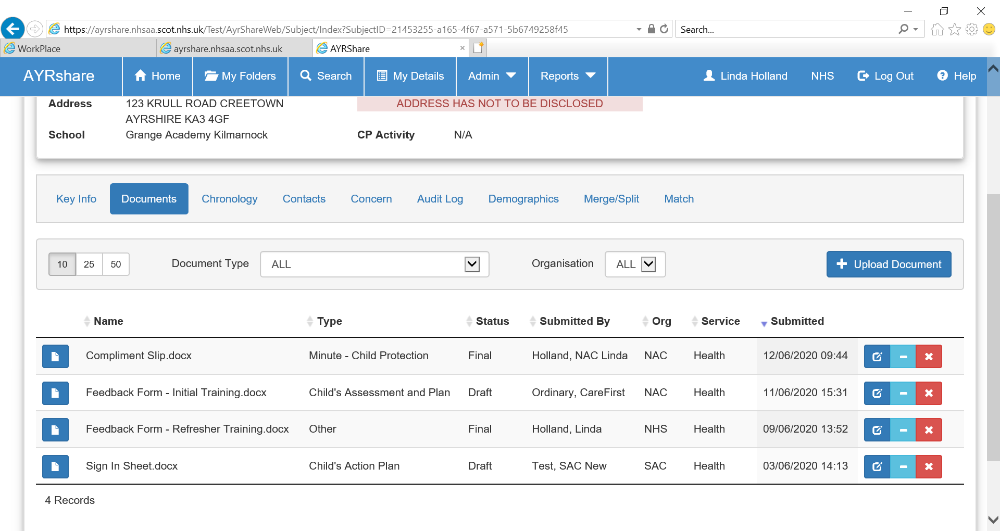 https://ayrshare.nhsaa.scot.nhs.uk/Test/AyrShareWeb/Subject/Index?SubjectID=21453255-a165-4f67-a571-5b6749258f45 Search...
WorkPlace ayrshare.nhsaa.scot.nhs.uk AYRShare
AYRshare Home My Folders Search My Details Admin Reports Linda Holland NHS Log Out Help
Address 123 KRULL ROAD CREETOWN ADDRESS HAS NOT TO BE DISCLOSED
AYRSHIRE KA3 4GF
School Grange Academy Kilmarnock CP Activity N/A
Key Info Documents Chronology Contacts Concern Audit Log Demographics Merge/Split Match
10 25 50 Document Type ALL Organisation ALL Upload Document
Name Type Status Submitted By Org Service Submitted
Compliment Slip.docx Minute - Child Protection Final Holland, NAC Linda NAC Health 12/06/2020 09:44
Feedback Form - Initial Training.docx Child's Assessment and Plan Draft Ordinary, CareFirst NAC Health 11/06/2020 15:31
Feedback Form - Refresher Training.docx Other Final Holland, Linda NHS Health 09/06/2020 13:52
Sign In Sheet.docx Child's Action Plan Draft Test, SAC New SAC Health 03/06/2020 14:13
4 Records